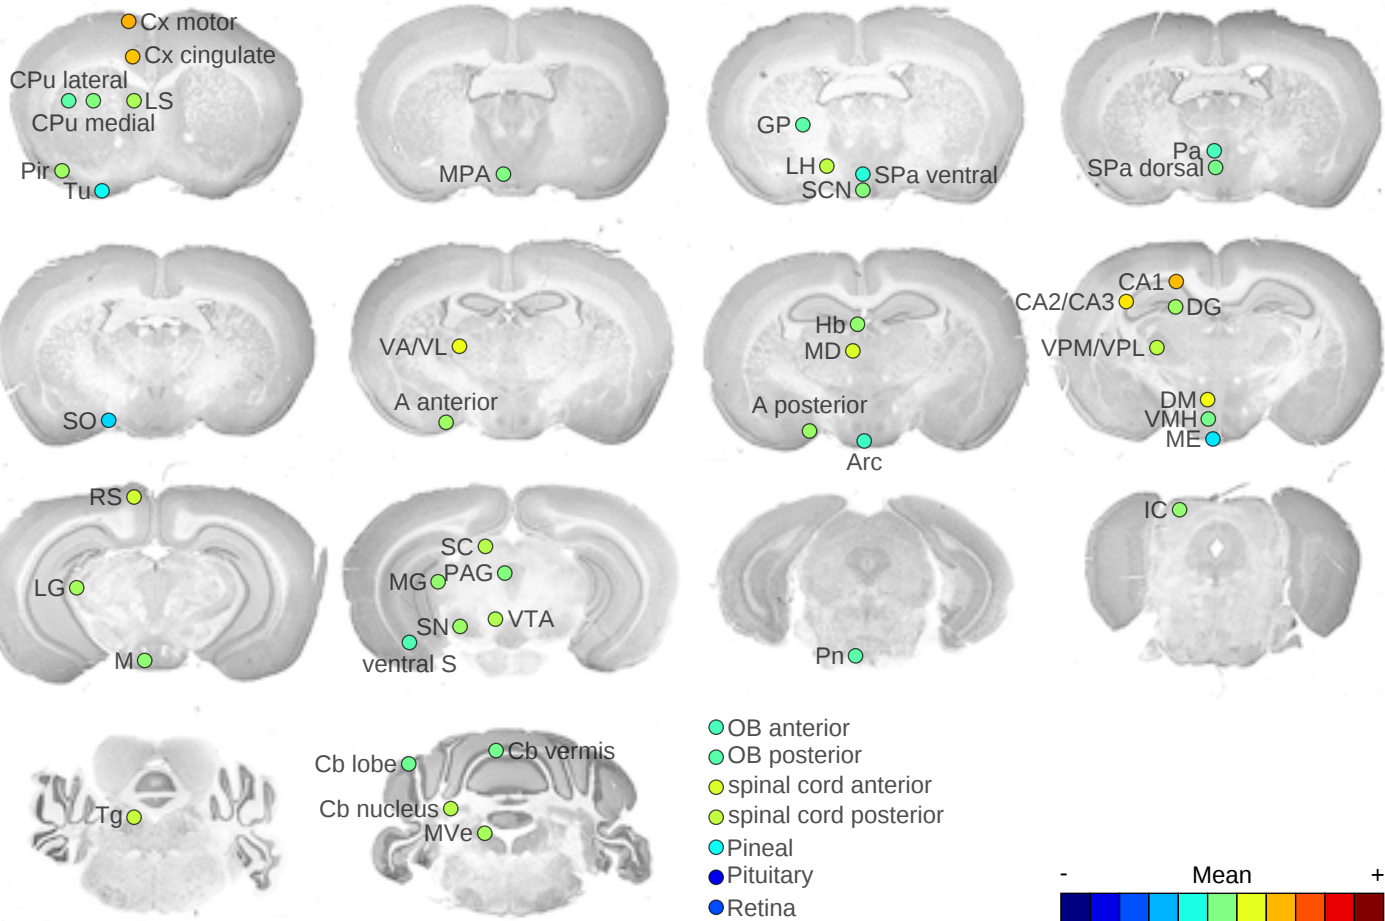 Cx motor
Cx cingulate
CPu lateral
LS
CPu medial
Pir
Tu
MPA
GP
LH
SPa ventral
SCN
Pa
SPa dorsal
SO
VA/VL
A anterior
Hb
MD
A posterior
Arc
CA1
CA2/CA3
DG
VPM/VPL
DM
VMH
ME
RS
LG
M
SC
MG
PAG
SN
VTA
ventral S
Pn
IC
Tg
Cb lobe
Cb vermis
Cb nucleus
MVe
OB anterior
OB posterior
spinal cord anterior
spinal cord posterior
Pineal
Pituitary
Retina
- Mean +